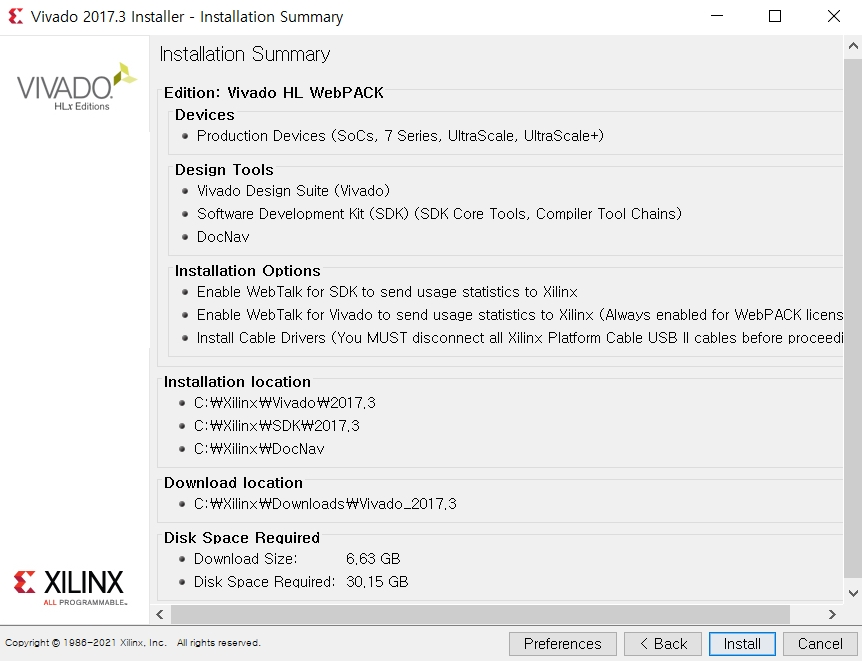 Vivado 2017.3 Installer - Installation Summary
VIVADO.
HLx Editions
Installation Summary
Edition: Vivado HL WebPACK
Devices
Production Devices (SoCs, 7 Series, UltraScale, UltraScale+)
Design Tools
Vivado Design Suite (Vivado)
Software Development Kit (SDK) (SDK Core Tools, Compiler Tool Chains)
DocNav
Installation Options
Enable WebTalk for SDK to send usage statistics to Xilinx
Enable WebTalk for Vivado to send usage statistics to Xilinx (Always enabled for WebPACK licens
Install Cable Drivers (You MUST disconnect all Xilinx Platform Cable USB II cables before proceedi
Installation location
C:₩Xilinx₩Vivado₩2017.3
C:₩Xilinx₩SDK₩2017.3
C:₩Xilinx₩DocNav
Download location
C:₩Xilinx₩Downloads₩Vivado_2017.3
Disk Space Required
Download Size: 6.63 GB
Disk Space Required: 30.15 GB
XILINX
ALL PROGRAMMABLE™
Copyright © 1986-2021 Xilinx, Inc. All rights reserved.
Preferences
< Back
Install
Cancel